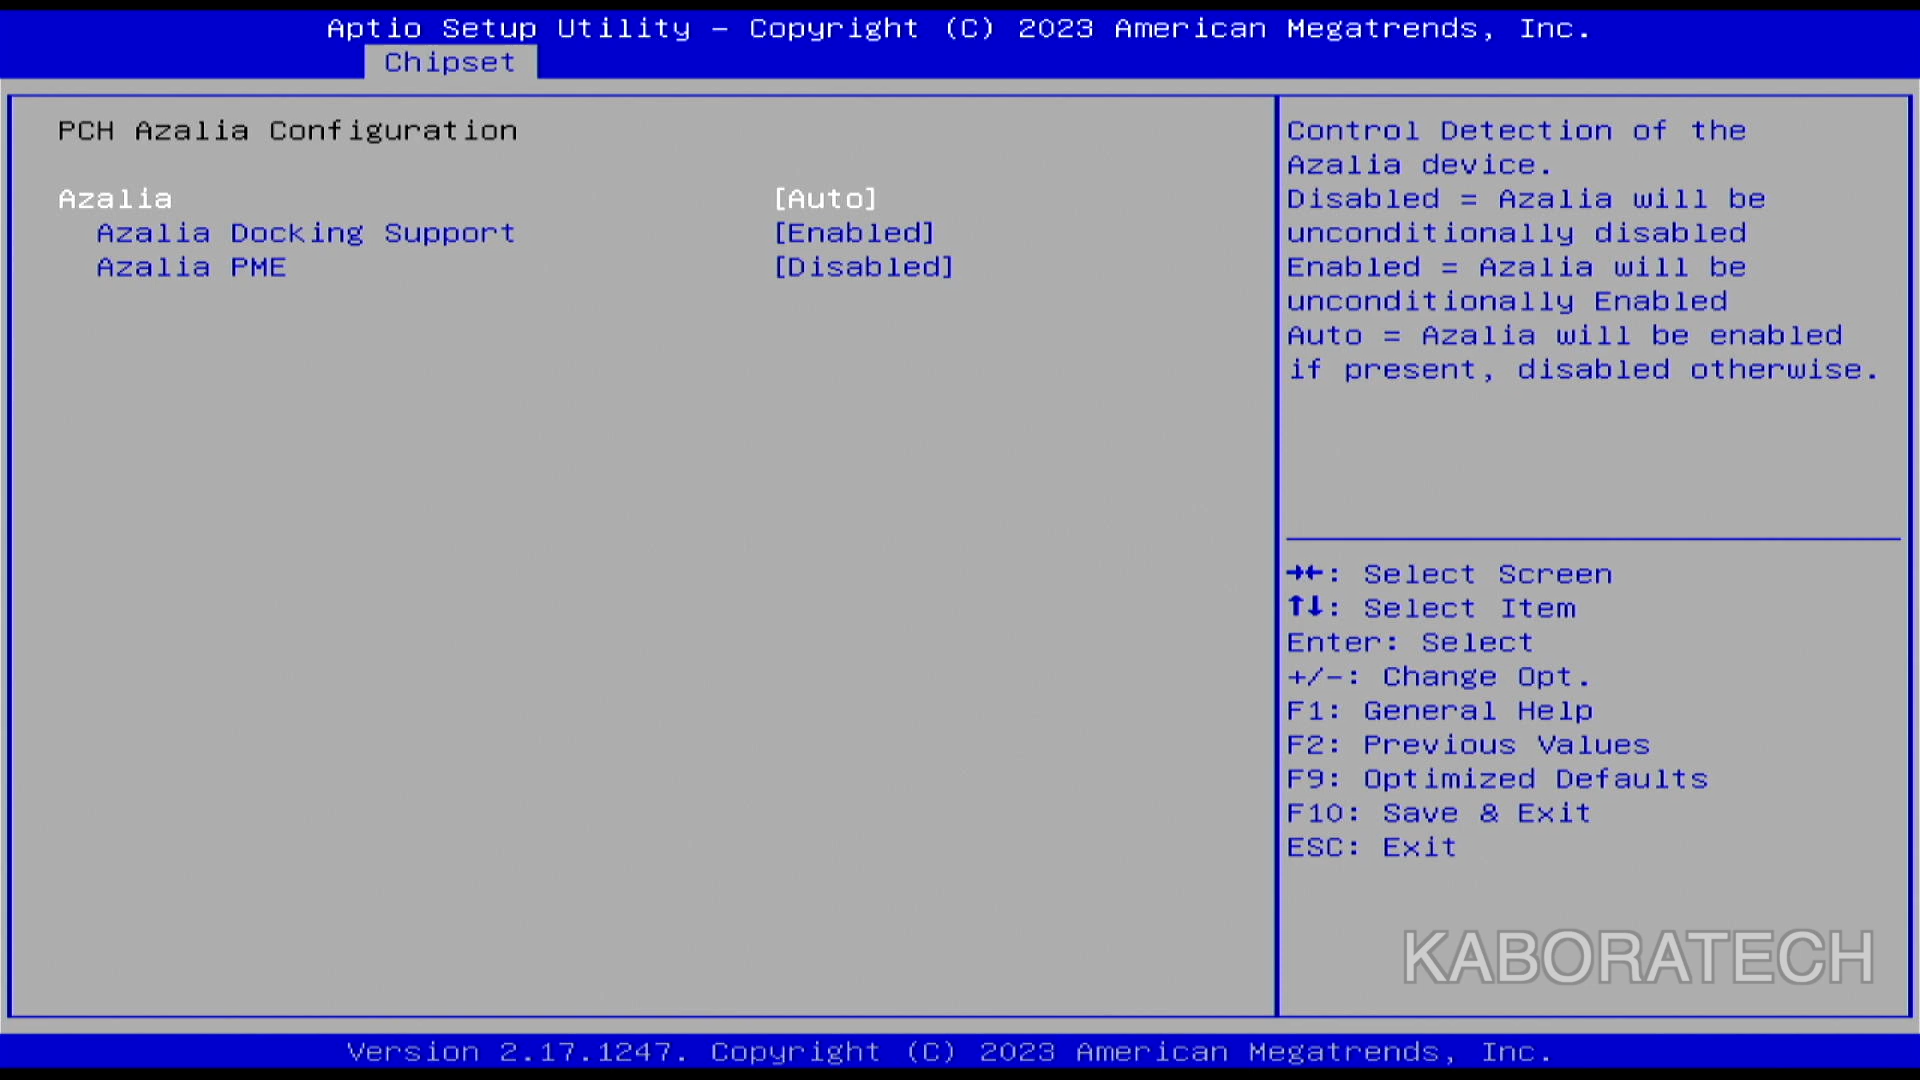 Aptio Setup Utility – Copyright (C) 2023 American Megatrends, Inc.
Chipset
PCH Azalia Configuration
Azalia [Auto]
Azalia Docking Support [Enabled]
Azalia PME [Disabled]
Control Detection of the
Azalia device.
Disabled = Azalia will be
unconditionally disabled
Enabled = Azalia will be
unconditionally Enabled
Auto = Azalia will be enabled
if present, disabled otherwise.
→←: Select Screen
↑↓: Select Item
Enter: Select
+/-: Change Opt.
F1: General Help
F2: Previous Values
F9: Optimized Defaults
F10: Save & Exit
ESC: Exit
KABORATECH
Version 2.17.1247. Copyright (C) 2023 American Megatrends, Inc.